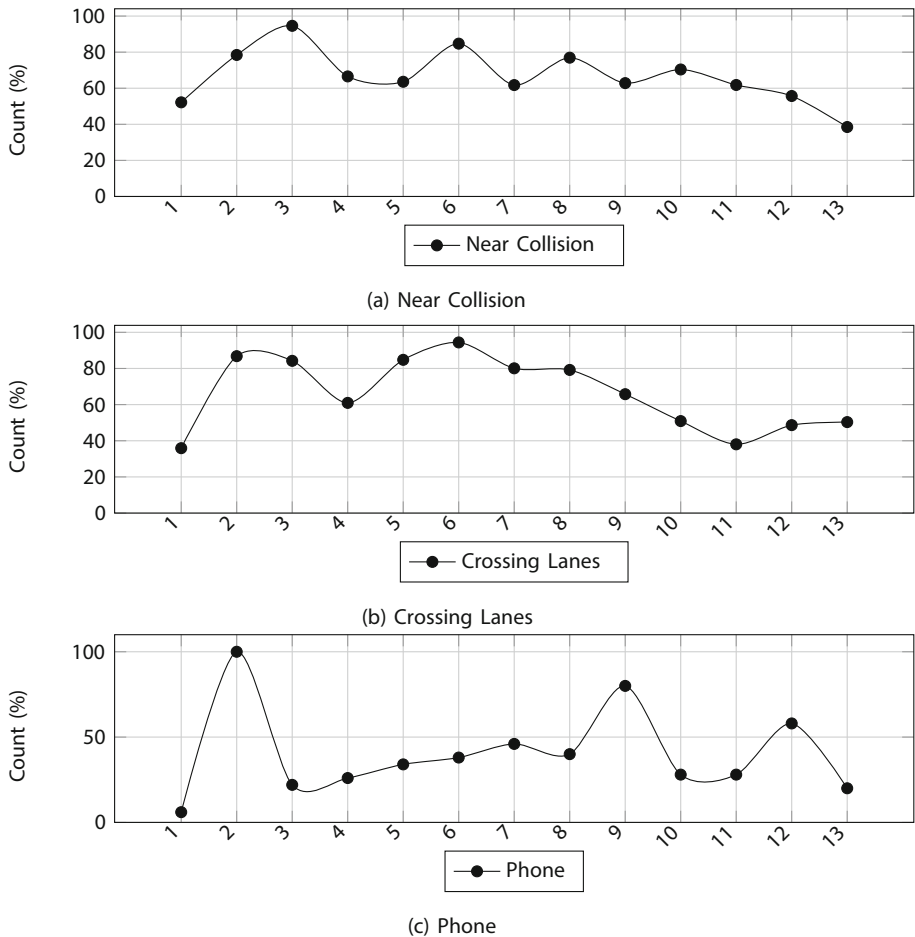 100
80
60
40
20
0
Count (%)
1 2 3 4 5 6 7 8 9 10 11 12 13
Near Collision
(a) Near Collision
100
80
60
40
20
0
Count (%)
1 2 3 4 5 6 7 8 9 10 11 12 13
Crossing Lanes
(b) Crossing Lanes
100
50
0
Count (%)
1 2 3 4 5 6 7 8 9 10 11 12 13
Phone
(c) Phone